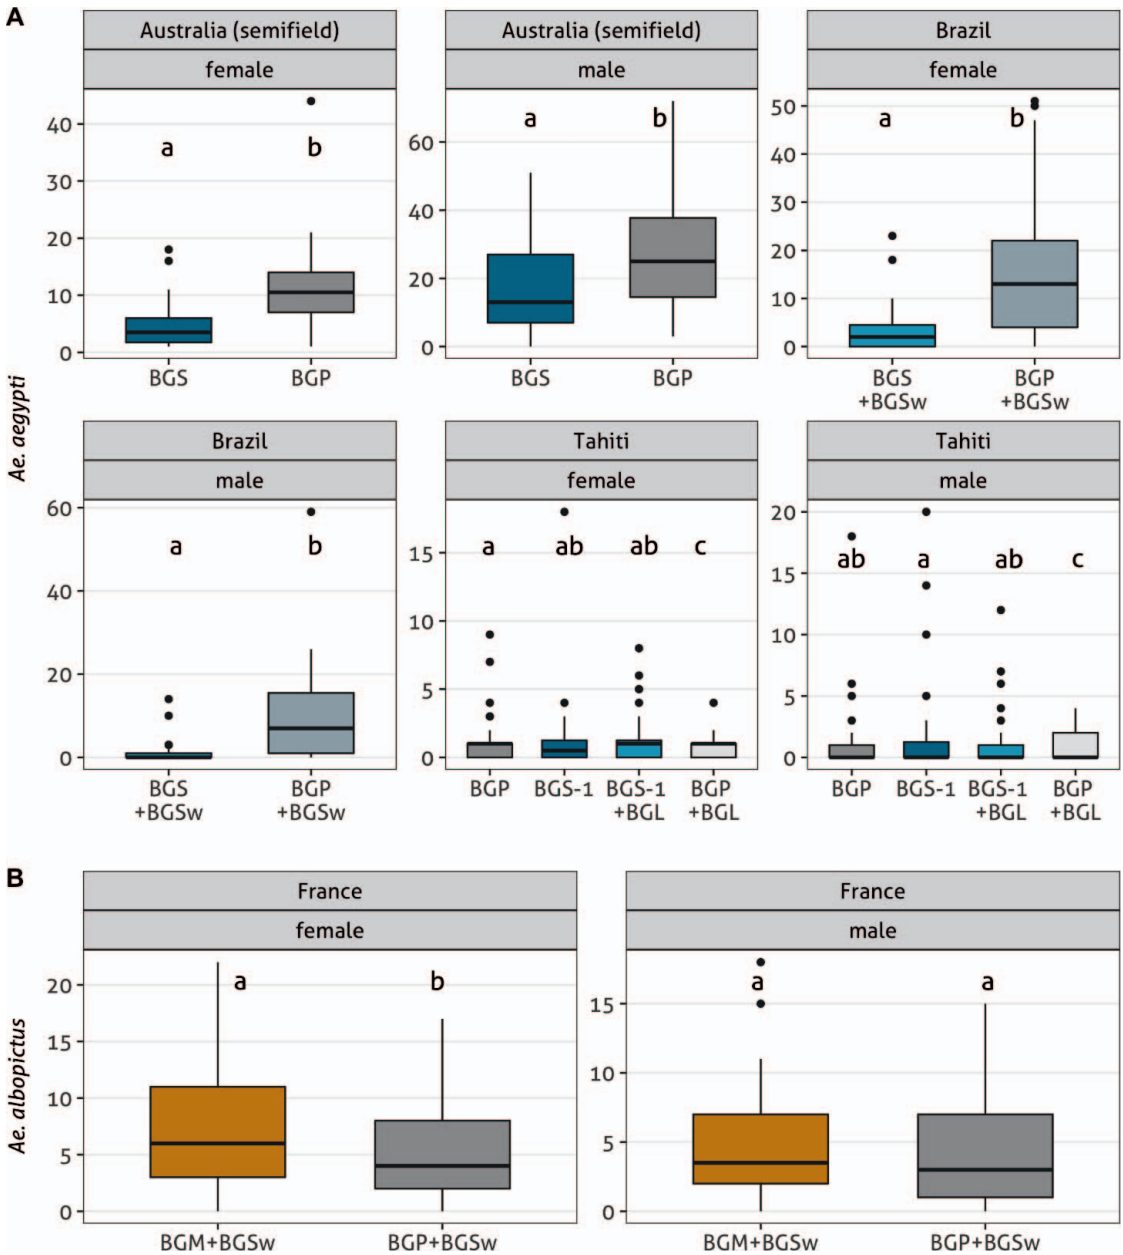 A
Australia (semifield)
female
40
30
20
10
0
a
b
BGS
BGP
Australia (semifield)
male
60
40
20
0
a
b
BGS
BGP
Brazil
female
50
40
30
20
10
0
a
b
BGS
+BGSw
BGP
+BGSw
Ae. aegypti
Brazil
male
60
40
20
0
a
b
BGS
+BGSw
BGP
+BGSw
Tahiti
female
15
10
5
0
a
ab
ab
c
BGP
BGS-1
BGS-1
+BGL
BGP
+BGL
Tahiti
male
20
15
10
5
0
ab
a
ab
c
BGP
BGS-1
BGS-1
+BGL
BGP
+BGL
B
France
female
20
15
10
5
0
a
b
BGM+BGSw
BGP+BGSw
France
male
15
10
5
0
a
a
BGM+BGSw
BGP+BGSw
Ae. albopictus